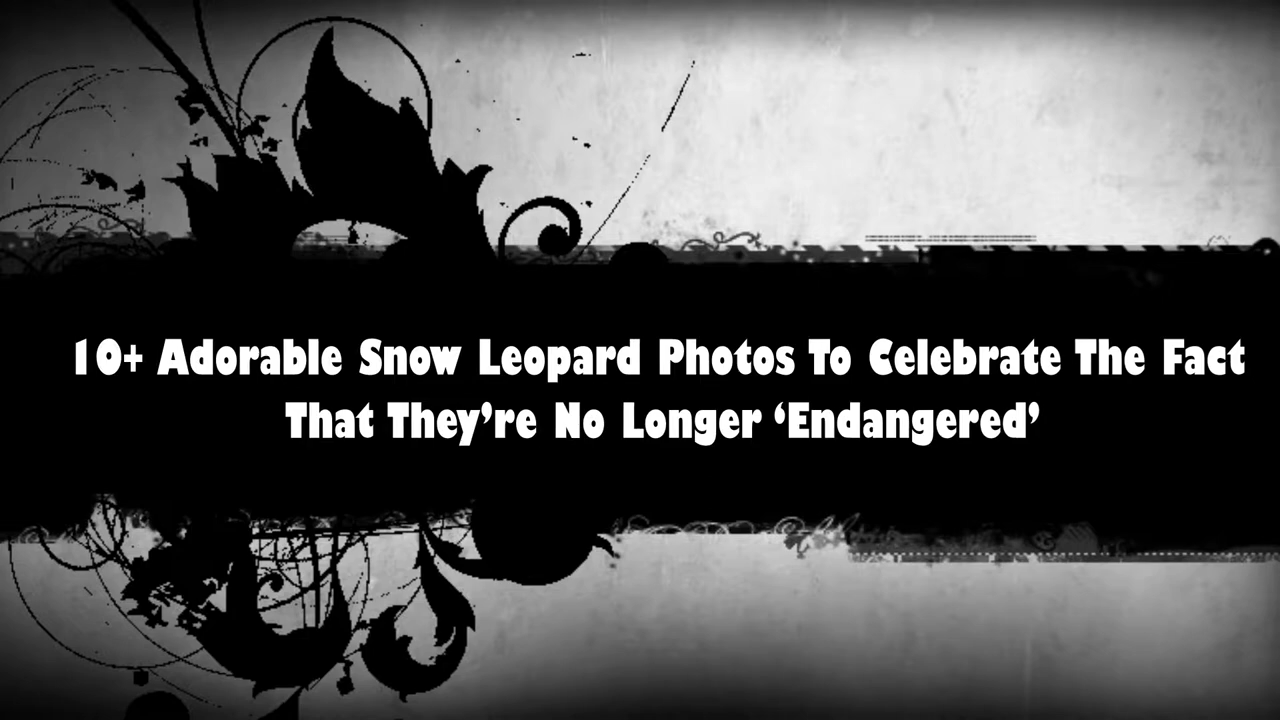 10+ Adorable Snow Leopard Photos To Celebrate The Fact
That They’re No Longer ‘Endangered’